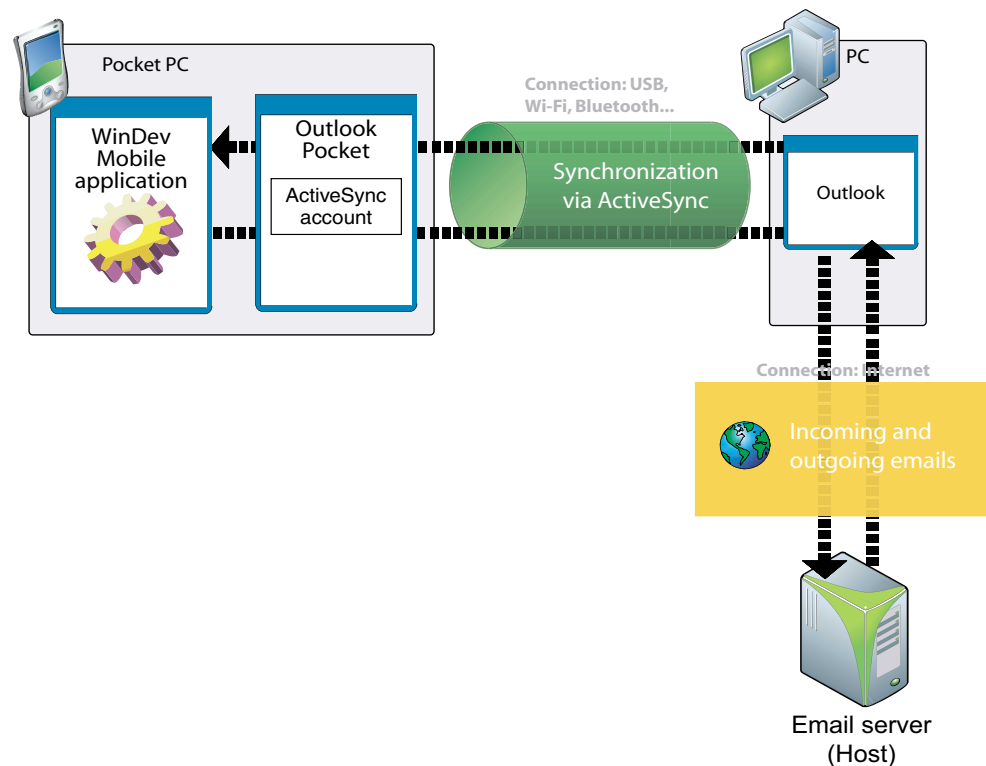 Pocket PC
WinDev
Mobile
application
Outlook
Pocket
ActiveSync
account
Connection: USB,
Wi-Fi, Bluetooth...
Synchronization
via ActiveSync
PC
Outlook
Connection: Internet
Incoming and
outgoing emails
Email server
(Host)